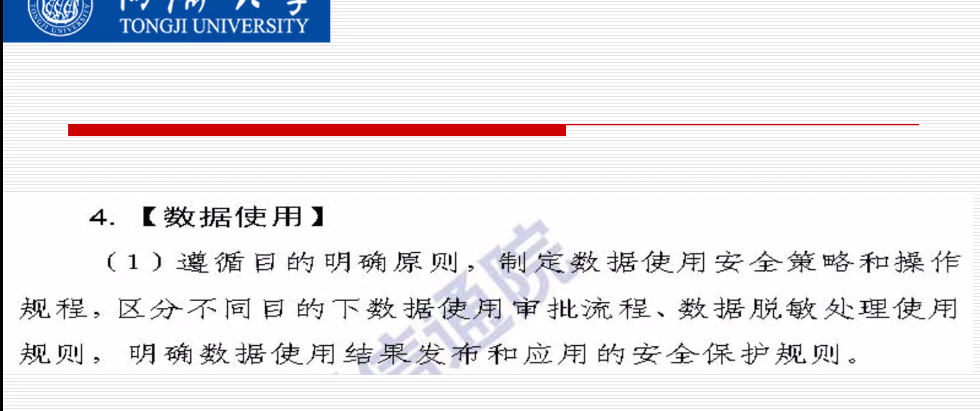 TONGJI UNIVERSITY
4. 【数据使用】
（1）遵循目的明确原则，制定数据使用安全策略和操作
规程，区分不同目的下数据使用审批流程、数据脱敏处理使用
规则，明确数据使用结果发布和应用的安全保护规则。
信通院